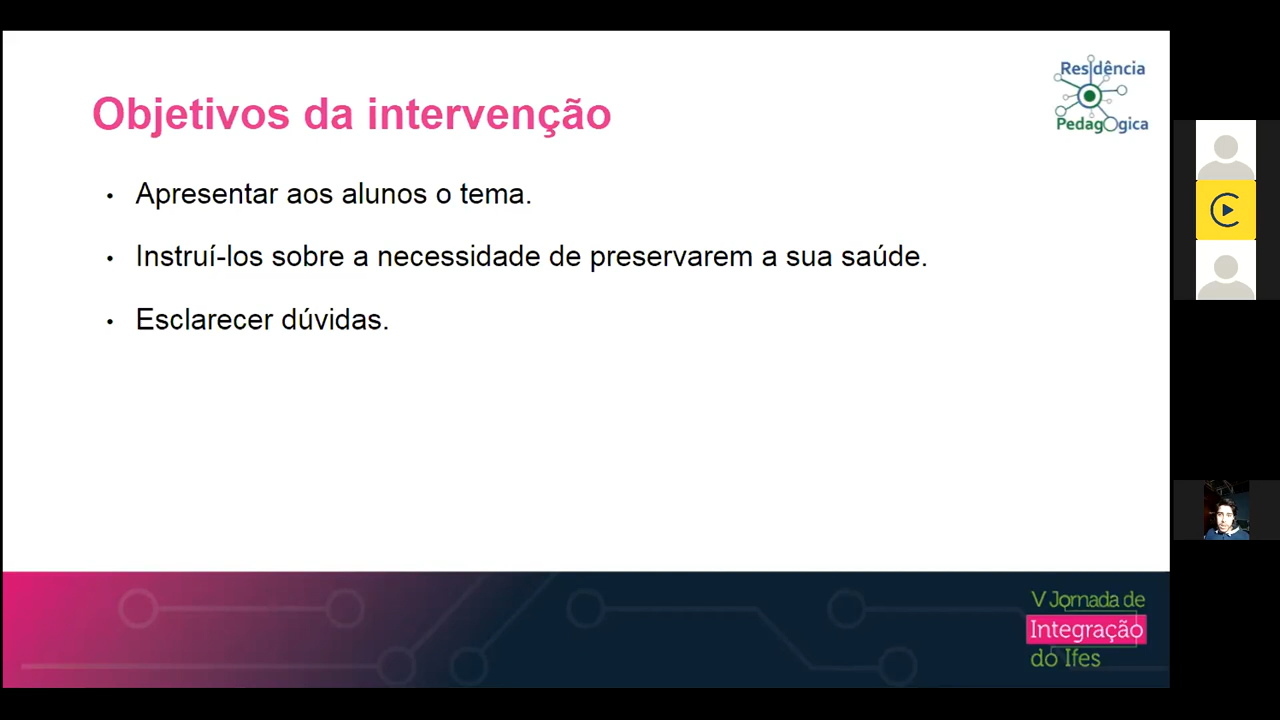 Residência
Pedagógica
Objetivos da intervenção
• Apresentar aos alunos o tema.
• Instruí-los sobre a necessidade de preservarem a sua saúde.
• Esclarecer dúvidas.
V Jornada de
Integração
do Ifes